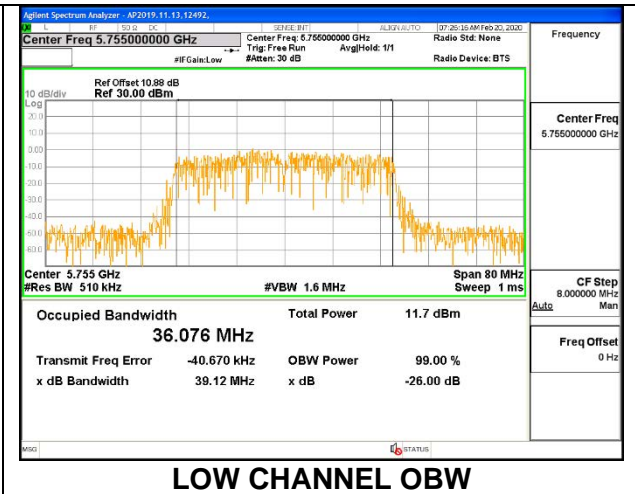 Agilent Spectrum Analyzer - AP2019.11.13,12492,
L RF 50 Ω DC SENSE:INT ALIGN AUTO 07:26:16 AM Feb 20, 2020
Center Freq 5.755000000 GHz
Center Freq: 5.755000000 GHz
Radio Std: None
Trig: Free Run Avg|Hold: 1/1
#IFGain:Low #Atten: 30 dB Radio Device: BTS
Frequency
Ref Offset 10.88 dB
10 dB/div Ref 30.00 dBm
Log
20.0
10.0
0.00
-10.0
-20.0
-30.0
-40.0
-50.0
-60.0
Center 5.755 GHz Span 80 MHz
#Res BW 510 kHz #VBW 1.6 MHz Sweep 1 ms
Center Freq
5.755000000 GHz
CF Step
8.000000 MHz
Auto Man
Freq Offset
0 Hz
Occupied Bandwidth Total Power 11.7 dBm
36.076 MHz
Transmit Freq Error -40.670 kHz OBW Power 99.00 %
x dB Bandwidth 39.12 MHz x dB -26.00 dB
MSG STATUS
LOW CHANNEL OBW